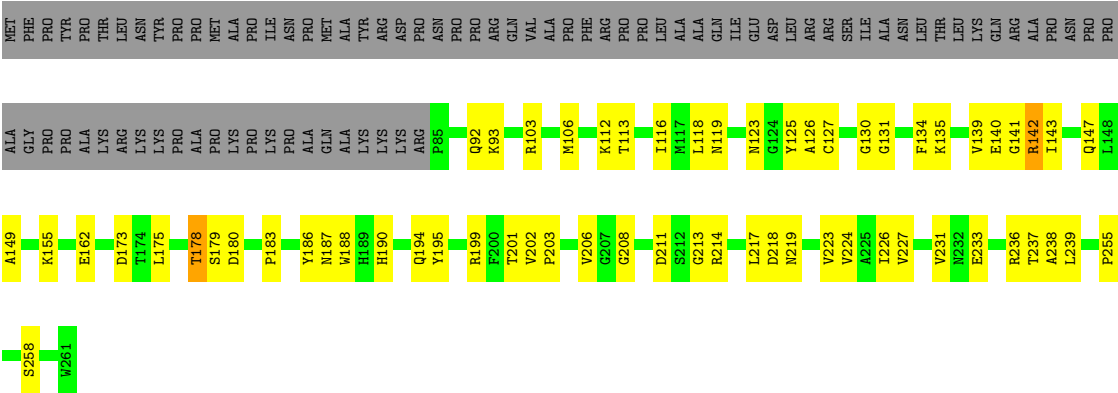 MET PHE PRO PRO TYR PRO THR LEU ASN TYR PRO PRO MET ALA PRO ILE ASN PRO MET ALA TYR ARG ASP PRO ASN PRO PRO ARG GLN VAL ALA PRO PHE ARG PRO PRO LEU ALA ALA GLN ILE GLU ASP LEU ARG ARG SER ILE ALA ASN LEU THR LEU LYS GLN ARG ALA PRO ASN PRO PRO
ALA GLY PRO PRO ALA LYS ARG LYS LYS PRO ALA PRO LYS PRO LYS PRO ALA GLN ALA LYS LYS LYS ARG P85 Q92 K93 R103 M106 K112 T113 I116 M117 L118 N119 N123 G124 Y125 A126 C127 G130 G131 F134 K135 V139 E140 G141 R142 I143 Q147 L148
A149 K155 E162 D173 T174 L175 T178 S179 D180 P183 Y186 N187 W188 H189 H190 Q194 Y195 R199 F200 T201 V202 P203 V206 G207 G208 D211 S212 G213 R214 L217 D218 N219 V223 V224 A225 I226 V227 V231 N232 E233 R236 T237 A238 L239 P255
S258 W261